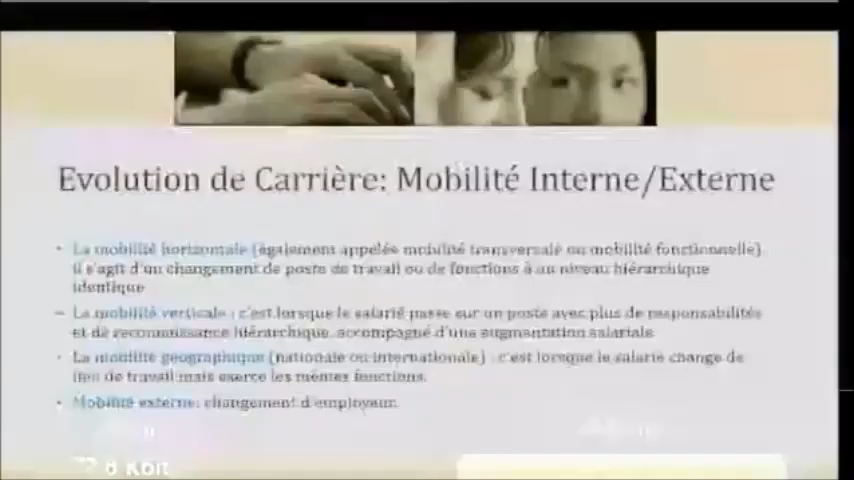 Evolution de Carrière: Mobilité Interne/Externe
La mobilité horizontale (également appelée mobilité transversale ou mobilité fonctionnelle)
il s'agit d'un changement de poste de travail ou de fonctions à un niveau hiérarchique
identique
La mobilité verticale : c'est lorsque le salarié passe sur un poste avec plus de responsabilités
et de reconnaissance hiérarchique, accompagné d'une augmentation salariale
La mobilité géographique (nationale ou internationale) : c'est lorsque le salarié change de
lieu de travail mais exerce les mêmes fonctions.
Mobilité externe: changement d'employeur.